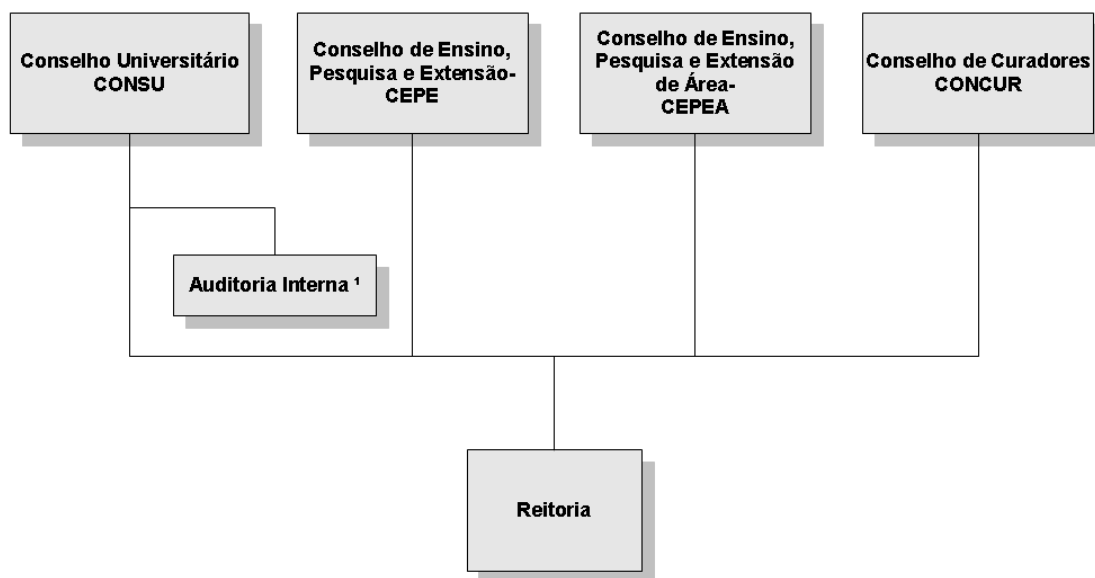 Conselho Universitário
CONSU
Conselho de Ensino,
Pesquisa e Extensão-
CEPE
Conselho de Ensino,
Pesquisa e Extensão
de Área-
CEPEA
Conselho de Curadores
CONCUR
Auditoria Interna ¹
Reitoria